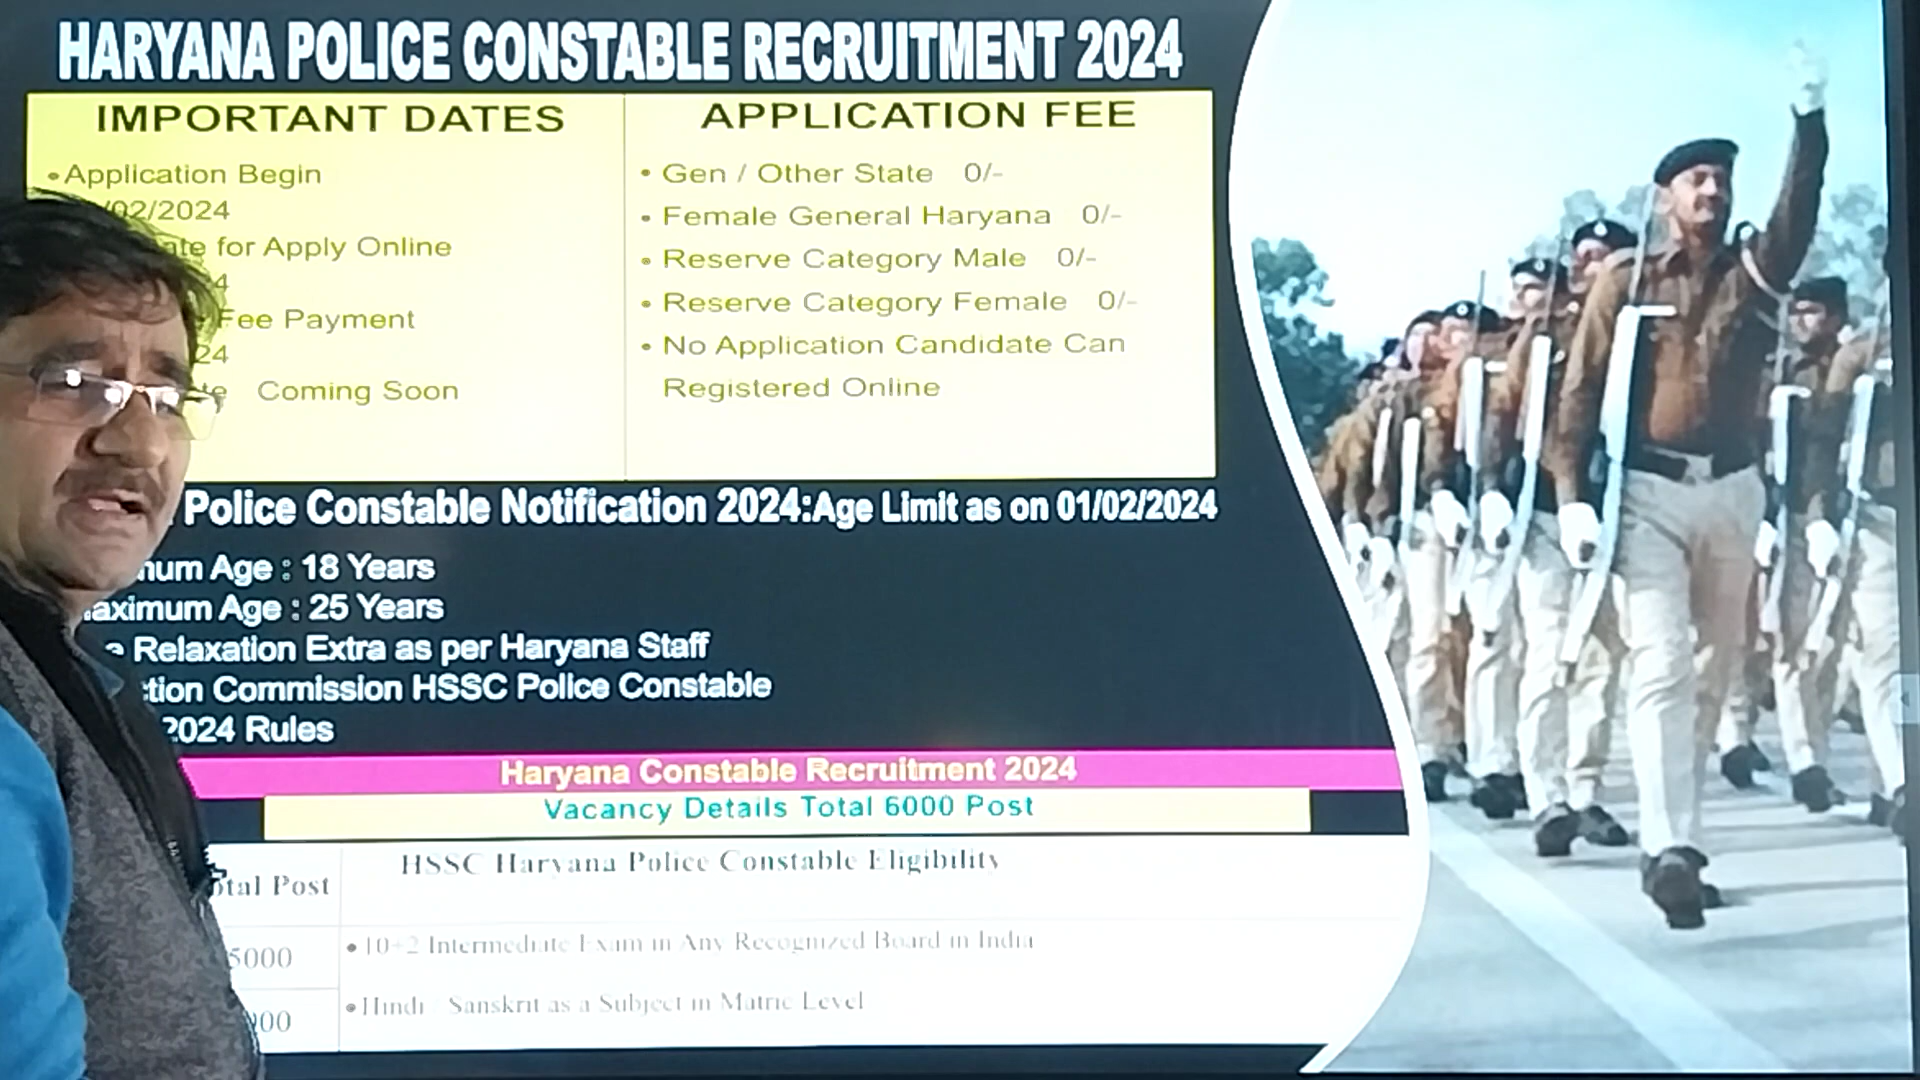 HARYANA POLICE CONSTABLE RECRUITMENT 2024
IMPORTANT DATES
• Application Begin
/02/2024
for Apply Online
4
Fee Payment
24
Coming Soon
APPLICATION FEE
• Gen / Other State 0/-
• Female General Haryana 0/-
• Reserve Category Male 0/-
• Reserve Category Female 0/-
• No Application Candidate Can
Registered Online
Police Constable Notification 2024:Age Limit as on 01/02/2024
Age : 18 Years
aximum Age : 25 Years
Relaxation Extra as per Haryana Staff
ction Commission HSSC Police Constable
2024 Rules
Haryana Constable Recruitment 2024
Vacancy Details Total 6000 Post
otal Post
HSSC Haryana Police Constable Eligibility
5000
• 10+2 Intermediate Exam in Any Recognized Board in India
000
• Hindi / Sanskrit as a Subject in Matric Level